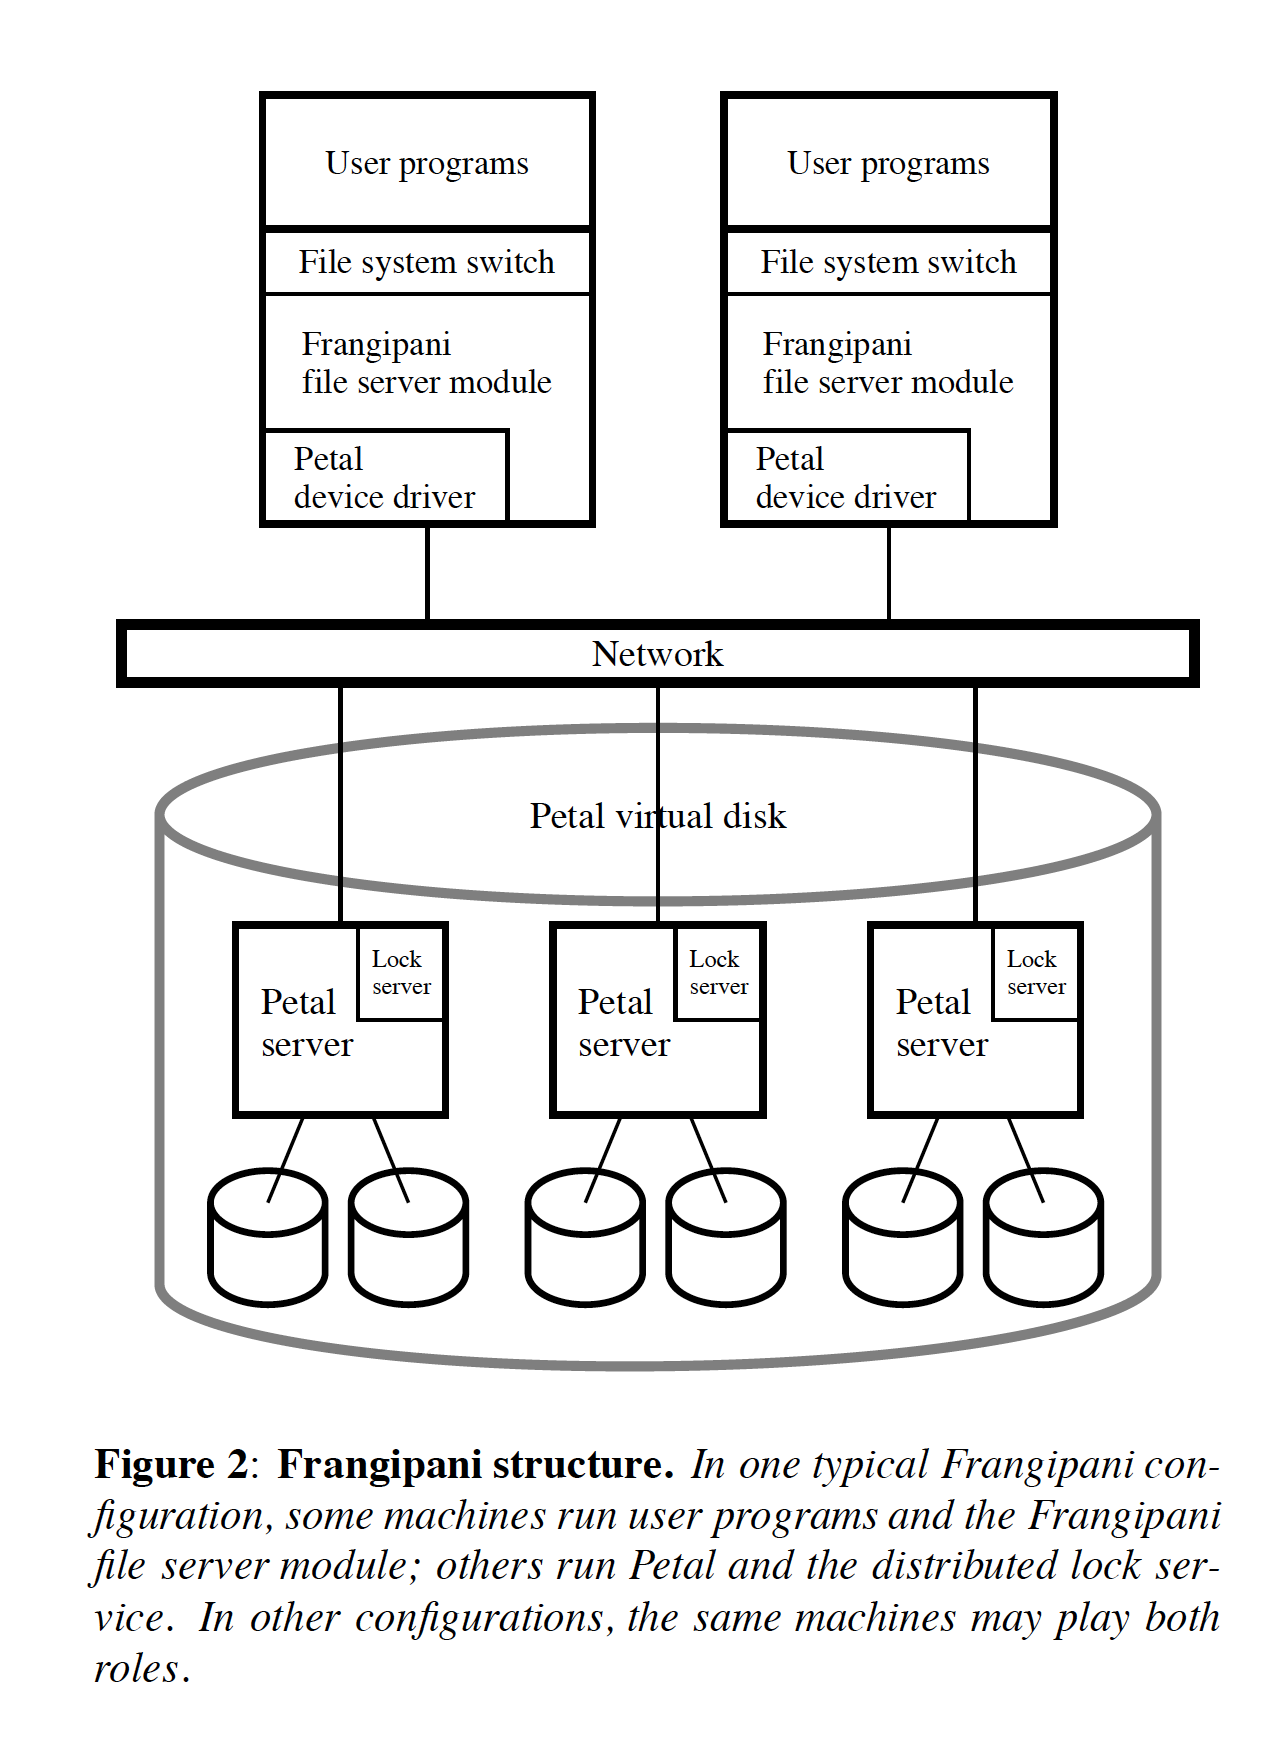 User programs
File system switch
Frangipani
file server module
Petal
device driver
User programs
File system switch
Frangipani
file server module
Petal
device driver
Network
Petal virtual disk
Petal
server
Lock
server
Petal
server
Lock
server
Petal
server
Lock
server
Figure 2: Frangipani structure. In one typical Frangipani con-
figuration, some machines run user programs and the Frangipani
file server module; others run Petal and the distributed lock ser-
vice. In other configurations, the same machines may play both
roles.